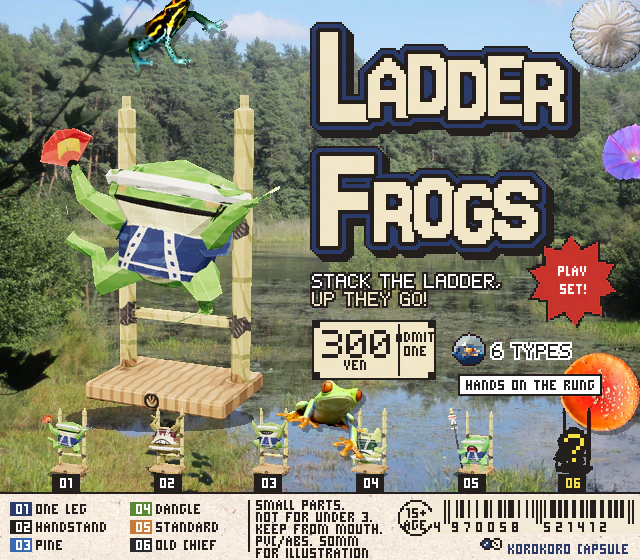 LADDER
FROGS
STACK THE LADDER,
UP THEY GO!
PLAY
SET!
300
YEN
ADMIT
ONE
6 TYPES
HANDS ON THE RUNG
?
01
02
03
04
05
06
01 ONE LEG
02 HANDSTAND
03 PINE
04 DANGLE
05 STANDARD
06 OLD CHIEF
SMALL PARTS.
NOT FOR UNDER 3.
KEEP FROM MOUTH.
PVC/ABS. 50MM
FOR ILLUSTRATION
15+
AGE
4 970058 521412
KOROKORO CAPSULE